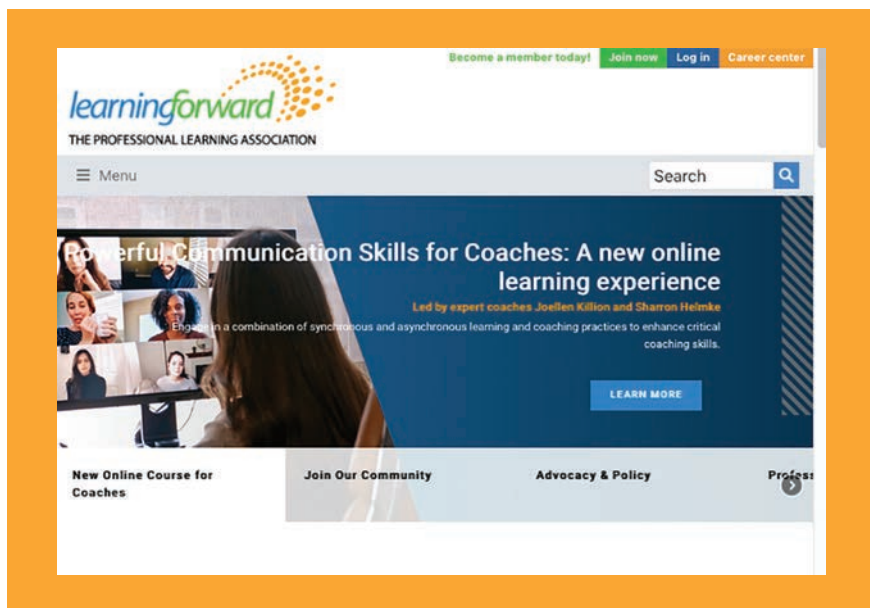 Become a member today! Join now Log in Career center
learningforward
THE PROFESSIONAL LEARNING ASSOCIATION
Menu
Search
Powerful Communication Skills for Coaches: A new online
learning experience
Led by expert coaches Joellen Killion and Sharron Helmke
Engage in a combination of synchronous and asynchronous learning and coaching practices to enhance critical
coaching skills.
LEARN MORE
New Online Course for
Coaches
Join Our Community
Advocacy & Policy
Profess